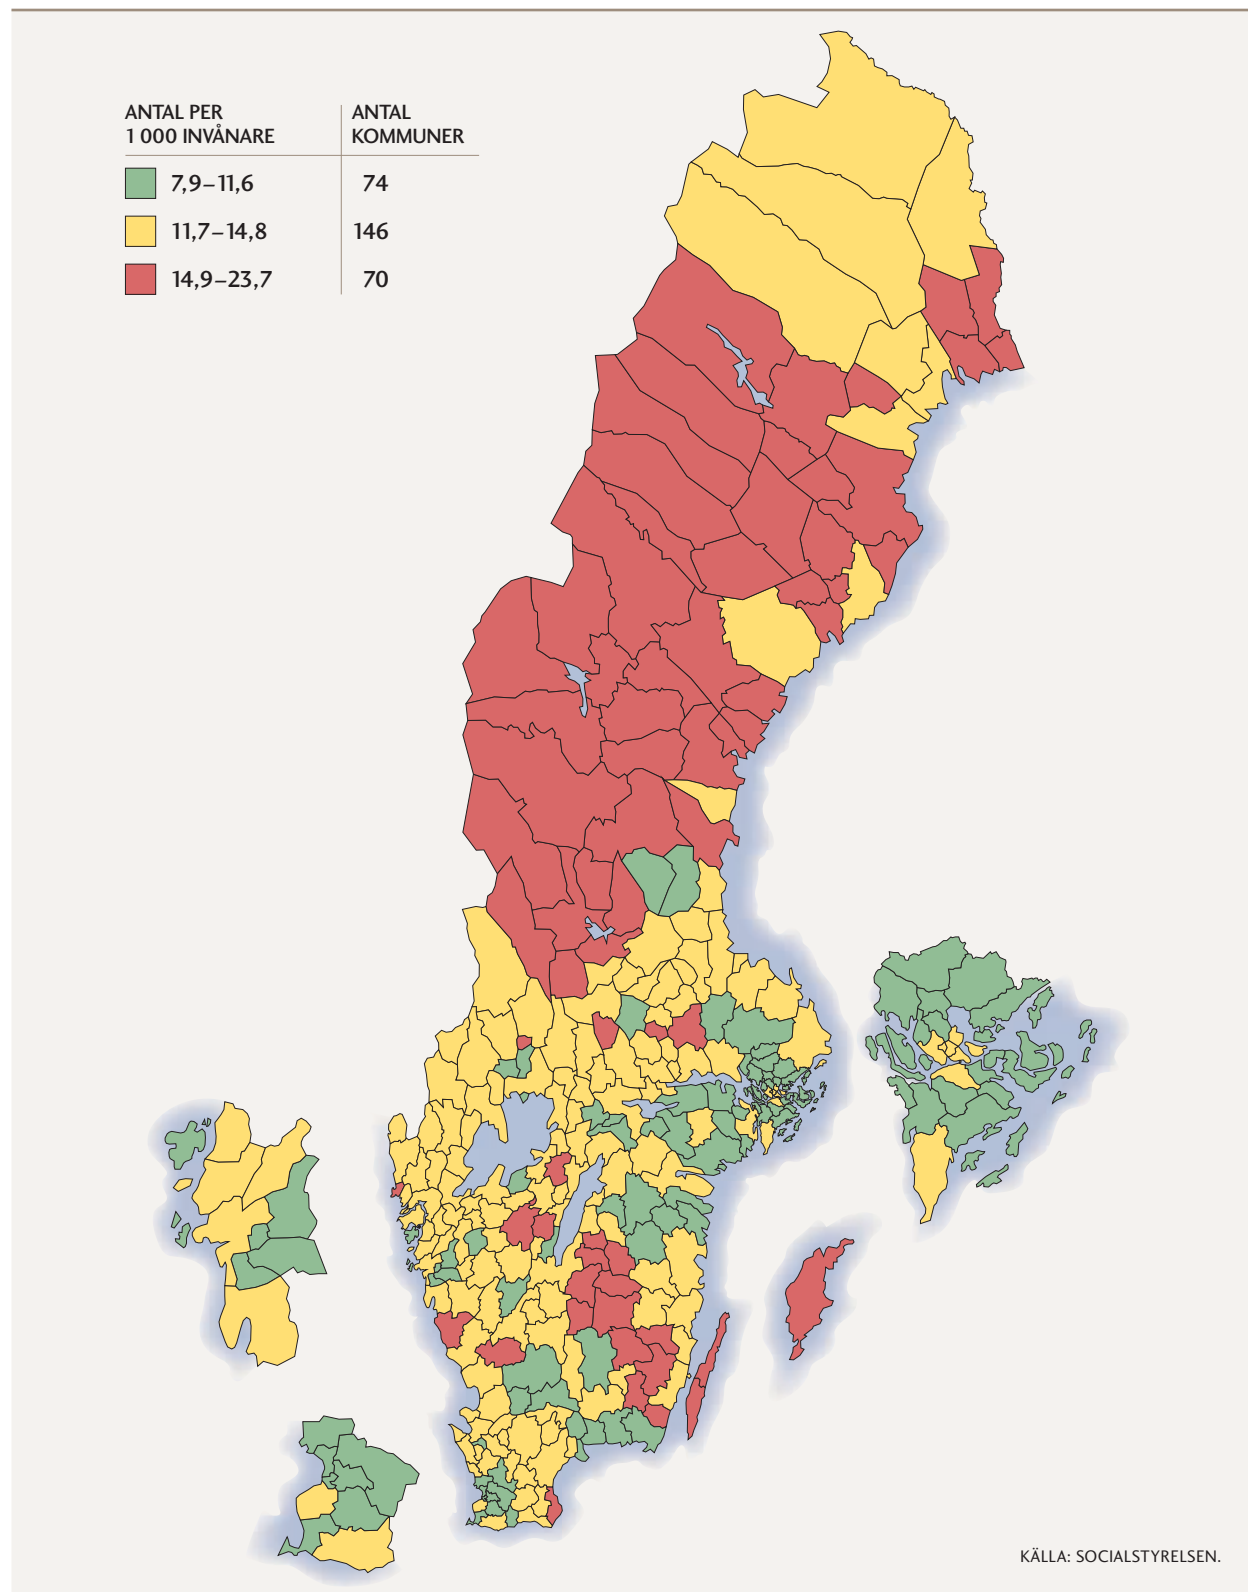 ANTAL PER
1 000 INVÅNARE
ANTAL
KOMMUNER
7,9–11,6 74
11,7–14,8 146
14,9–23,7 70
KÄLLA: SOCIALSTYRELSEN.